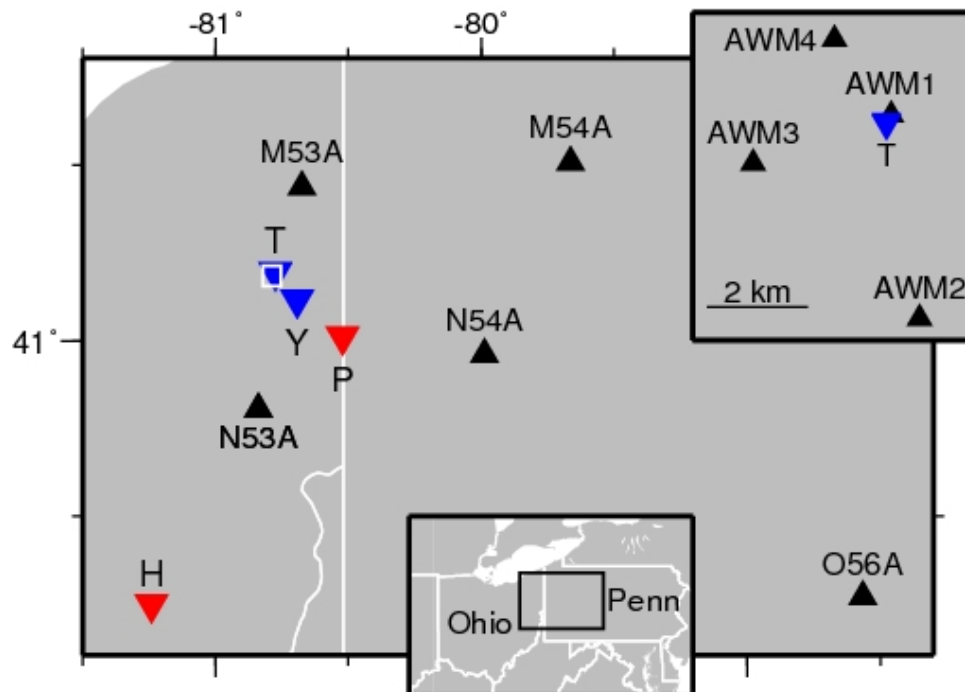 -81°
-80°
AWM4
AWM1
T
AWM3
AWM2
2 km
M53A
M54A
T
Y
P
N54A
41°
N53A
H
O56A
Ohio
Penn